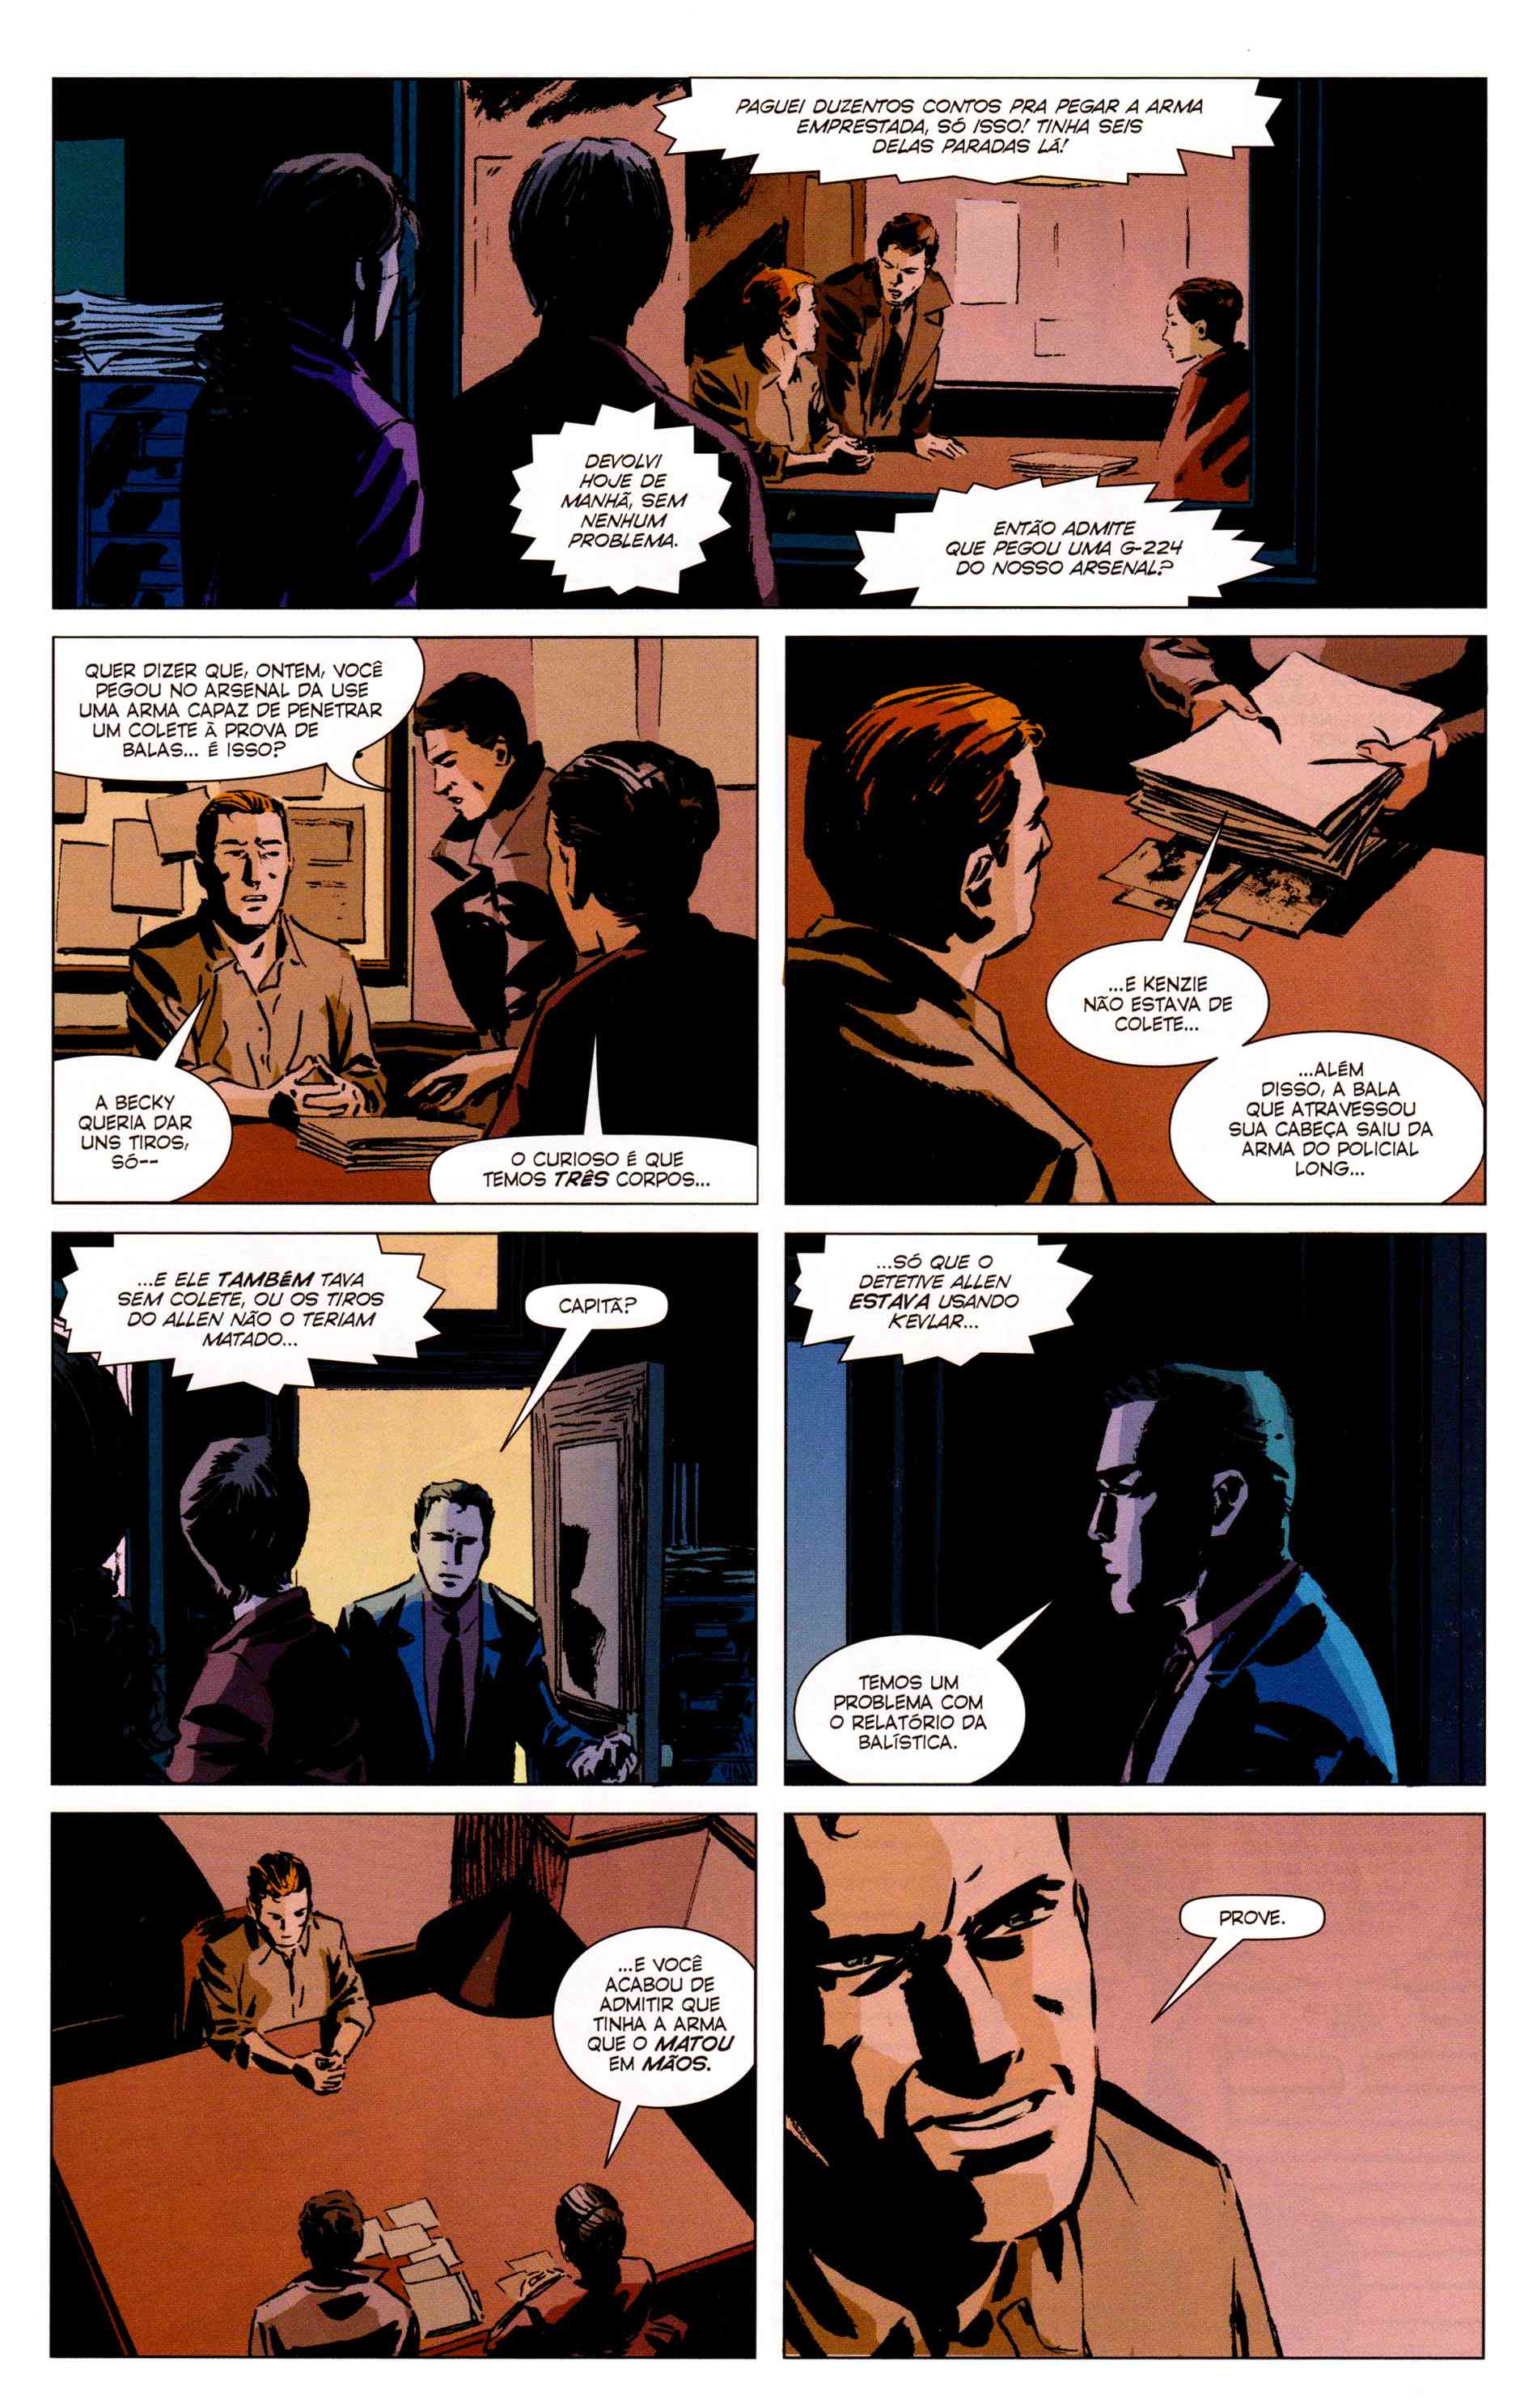 PAGUEI DUZENTOS CONTOS PRA PEGAR A ARMA
EMPRESTADA, SÓ ISSO! TINHA SEIS
DELAS PARADAS LÁ!
DEVOLVI
HOJE DE
MANHÃ, SEM
NENHUM
PROBLEMA.
ENTÃO ADMITE
QUE PEGOU UMA G-224
DO NOSSO ARSENAL?
QUER DIZER QUE, ONTEM, VOCÊ
PEGOU NO ARSENAL DA USE
UMA ARMA CAPAZ DE PENETRAR
UM COLETE À PROVA DE
BALAS... É ISSO?
A BECKY
QUERIA DAR
UNS TIROS,
SÓ--
O CURIOSO É QUE
TEMOS TRÊS CORPOS...
...E KENZIE
NÃO ESTAVA DE
COLETE...
...ALÉM
DISSO, A BALA
QUE ATRAVESSOU
SUA CABEÇA SAIU DA
ARMA DO POLICIAL
LONG...
...E ELE TAMBÉM TAVA
SEM COLETE, OU OS TIROS
DO ALLEN NÃO O TERIAM
MATADO...
CAPITÃ?
...SÓ QUE O
DETETIVE ALLEN
ESTAVA USANDO
KEVLAR...
TEMOS UM
PROBLEMA COM
O RELATÓRIO DA
BALÍSTICA.
...E VOCÊ
ACABOU DE
ADMITIR QUE
TINHA A ARMA
QUE O MATOU
EM MÃOS.
PROVE.